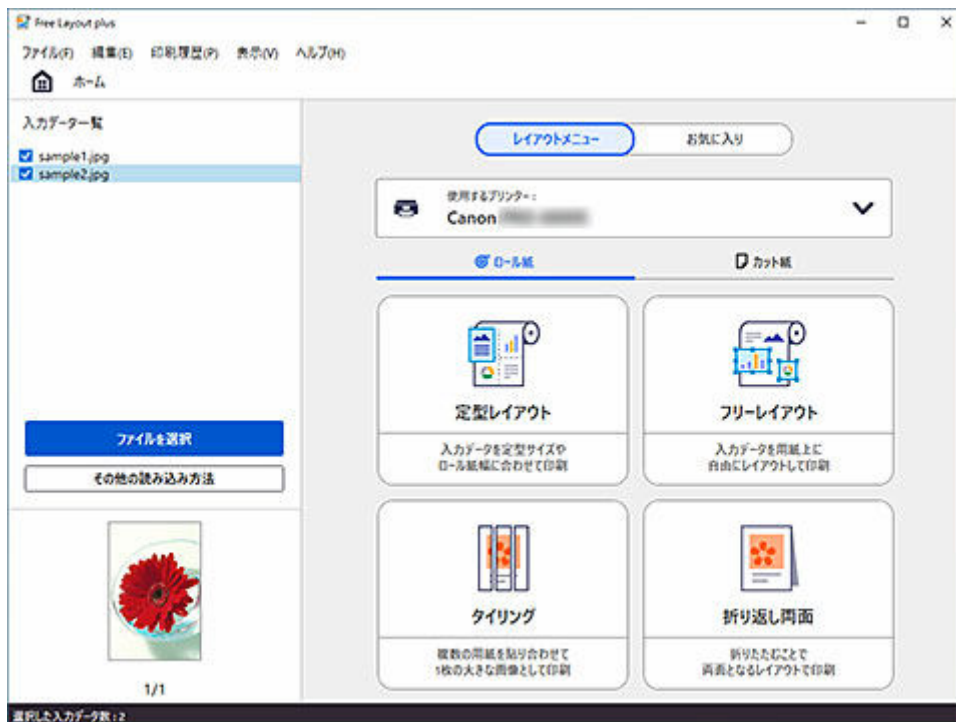 Free Layout plus
ファイル(F) 編集(E) 印刷履歴(P) 表示(V) ヘルプ(H)
ホーム
入力データ一覧
sample1.jpg
sample2.jpg
ファイルを選択
その他の読み込み方法
1/1
レイアウトメニュー
お気に入り
使用するプリンター:
Canon
ロール紙
カット紙
定型レイアウト
入力データを定型サイズや
ロール紙幅に合わせて印刷
フリーレイアウト
入力データを用紙上に
自由にレイアウトして印刷
タイリング
複数の用紙を貼り合わせて
1枚の大きな画像として印刷
折り返し両面
折りたたむことで
両面となるレイアウトで印刷
選択した入力データ数:2